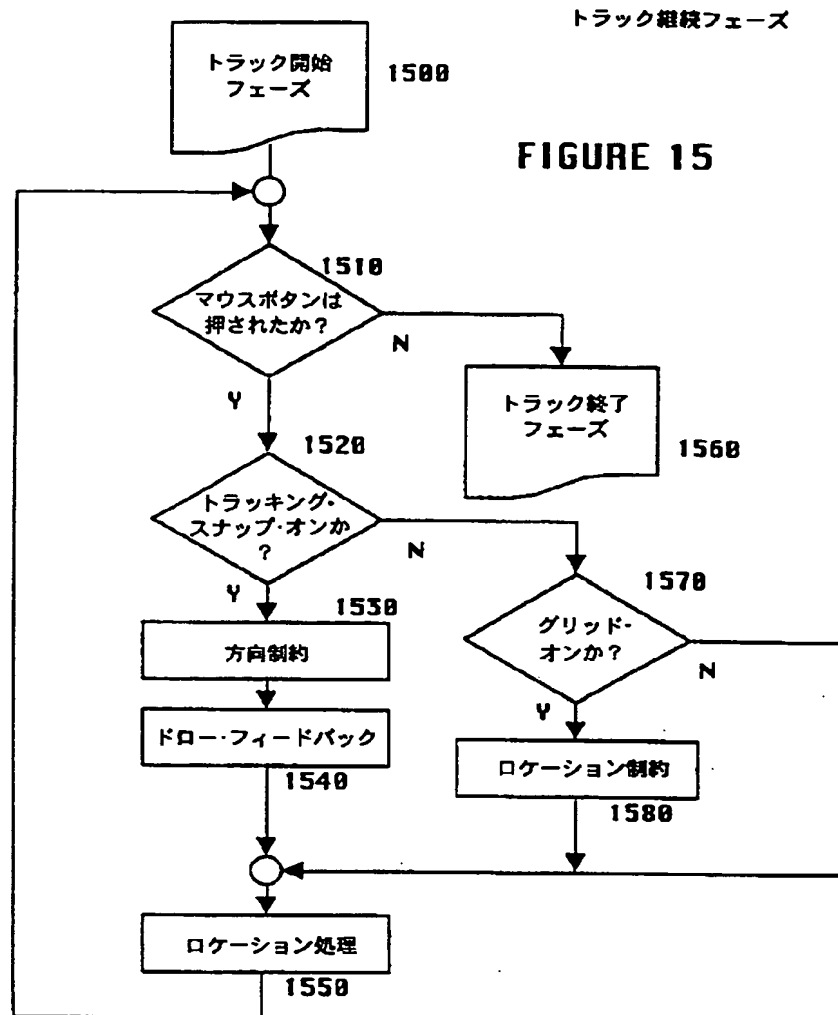 トラック継続フェーズ
トラック開始
フェーズ
1500
FIGURE 15
1510
マウスボタンは
押されたか？
N
Y
トラック終了
フェーズ
1560
1520
トラッキング・
スナップ・オンか
？
N
Y
1530
1570
グリッド・
オンか？
N
Y
方向制約
ドロー・フィードバック
1540
ロケーション制約
1580
ロケーション処理
1550